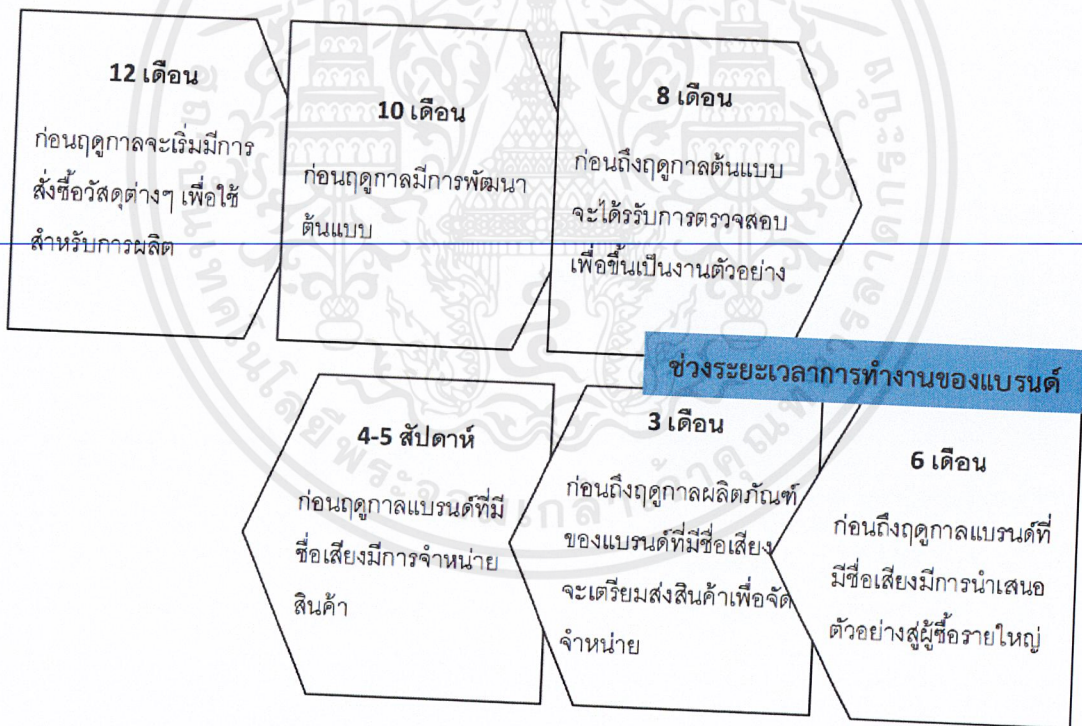 12 เดือน
ก่อนฤดูกาลจะเริ่มมีการ
สั่งซื้อวัสดุต่างๆ เพื่อใช้
สำหรับการผลิต
10 เดือน
ก่อนฤดูกาลมีการพัฒนา
ต้นแบบ
8 เดือน
ก่อนถึงฤดูกาลต้นแบบ
จะได้รรับการตรวจสอบ
เพื่อขึ้นเป็นงานตัวอย่าง
ช่วงระยะเวลาการทำงานของแบรนด์
4-5 สัปดาห์
ก่อนฤดูกาลแบรนด์ที่มี
ชื่อเสียงมีการจำหน่าย
สินค้า
3 เดือน
ก่อนถึงฤดูกาลผลิตภัณฑ์
ของแบรนด์ที่มีชื่อเสียง
จะเตรียมส่งสินค้าเพื่อจัด
จำหน่าย
6 เดือน
ก่อนถึงฤดูกาลแบรนด์ที่
มีชื่อเสียงมีการนำเสนอ
ตัวอย่างสู่ผู้ซื้อรายใหญ่